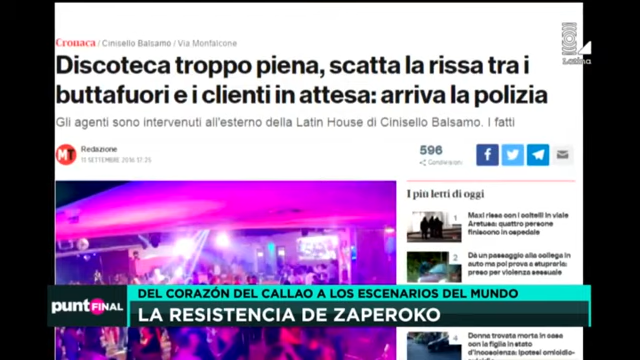 Cronaca / Cinisello Balsamo / Via Monfalcone
Discoteca troppo piena, scatta la rissa tra i
buttafuori e i clienti in attesa: arriva la polizia
Gli agenti sono intervenuti all'esterno della Latin House di Cinisello Balsamo. I fatti
Latina
MT
Redazione
11 SETTEMBRE 2016 17:25
596
Condivisioni
I più letti di oggi
1
Maxi rissa con i coltelli in viale
Aretusa: quattro persone
finiscono in ospedale
2
Dà un passaggio alla collega in
auto ma poi prova a stuprarla:
preso per violenza sessuale
4
Donna trovata morta in casa
con la figlia in stato
d'incoscienza: ipotesi omicidio-
DEL CORAZÓN DEL CALLAO A LOS ESCENARIOS DEL MUNDO
punto FINAL
LA RESISTENCIA DE ZAPEROKO